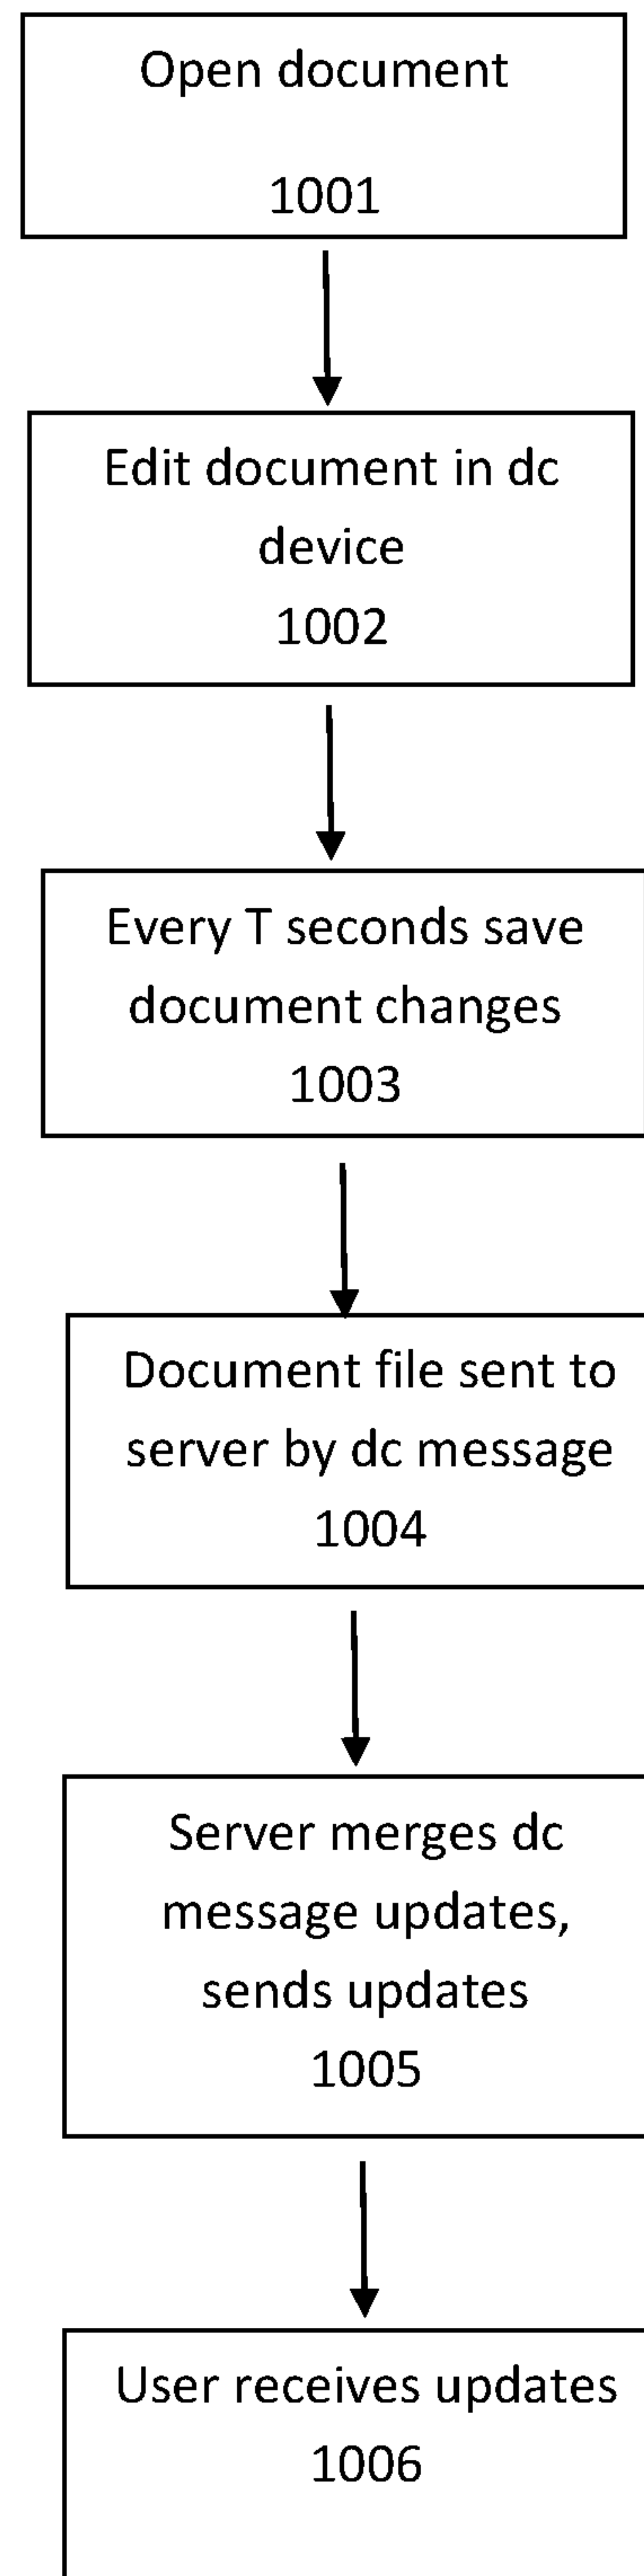 Open document
1001
Edit document in dc
device
1002
Every T seconds save
document changes
1003
Document file sent to
server by dc message
1004
Server merges dc
message updates,
sends updates
1005
User receives updates
1006